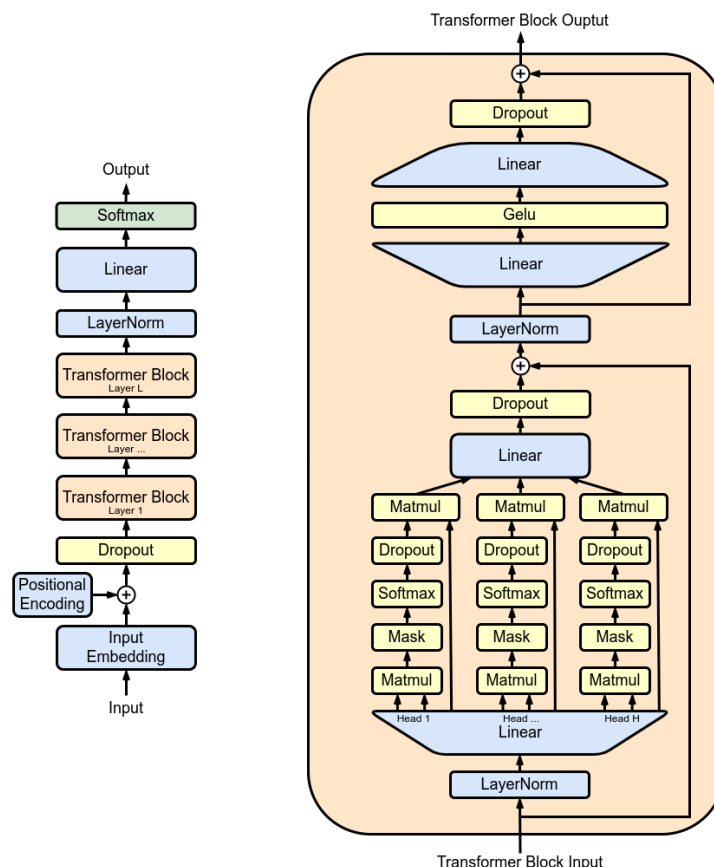 Output
Softmax
Linear
LayerNorm
Transformer Block
Layer L
Transformer Block
Layer ...
Transformer Block
Layer 1
Dropout
Positional
Encoding
+
Input
Embedding
Input
Transformer Block Ouptut
+
Dropout
Linear
Gelu
Linear
LayerNorm
+
Dropout
Linear
Matmul Matmul Matmul
Dropout Dropout Dropout
Softmax Softmax Softmax
Mask Mask Mask
Matmul Matmul Matmul
Head 1 Head ... Head H
Linear
LayerNorm
Transformer Block Input